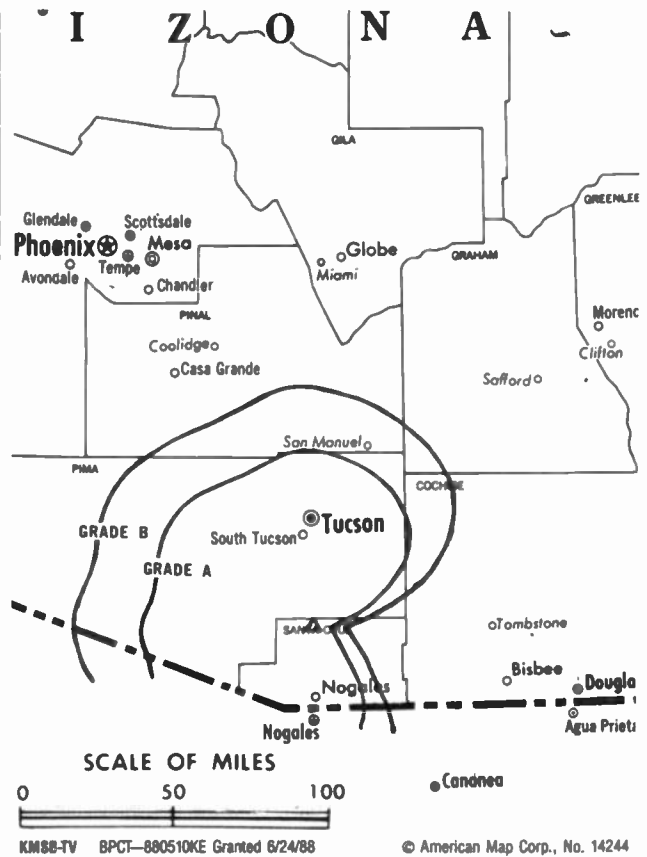 I Z O N A
GILA
GREENLEE
Glendale
Scottsdale
Phoenix
Mesa
Tempe
Avondale
Chandler
Globe
Miami
GRAHAM
PINAL
Morenc
Coolidge
Clifton
Casa Grande
Safford
San Manuel
PIMA
COCHISE
Tucson
GRADE B
South Tucson
GRADE A
Tombstone
Bisbee
Nogales
Dougla
Nogales
Agua Prieta
SCALE OF MILES
Cananea
0 50 100
KMSB-TV BPCT—880510KE Granted 6/24/88
© American Map Corp., No. 14244